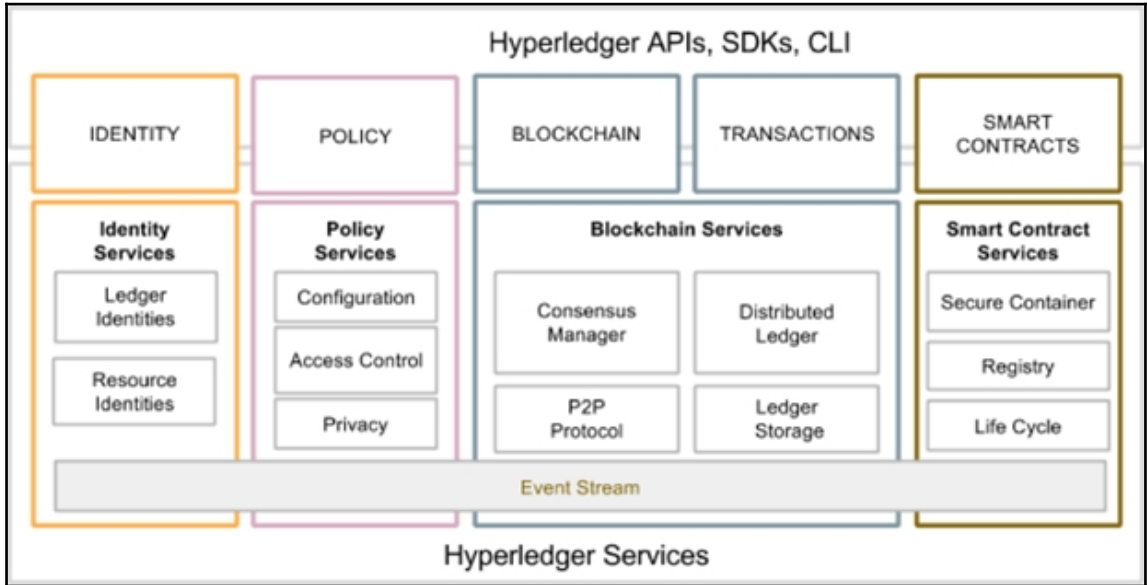 Hyperledger APIs, SDKs, CLI
IDENTITY
POLICY
BLOCKCHAIN
TRANSACTIONS
SMART
CONTRACTS
Identity
Services
Ledger
Identities
Resource
Identities
Policy
Services
Configuration
Access Control
Privacy
Blockchain Services
Consensus
Manager
Distributed
Ledger
P2P
Protocol
Ledger
Storage
Smart Contract
Services
Secure Container
Registry
Life Cycle
Event Stream
Hyperledger Services